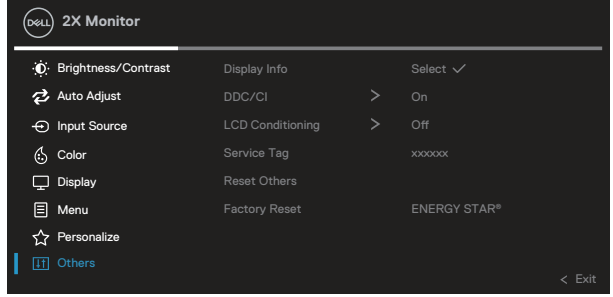 DELL 2X Monitor
Brightness/Contrast Display Info Select ✓
Auto Adjust DDC/CI > On
Input Source LCD Conditioning > Off
Color Service Tag xxxxxx
Display Reset Others
Menu Factory Reset ENERGY STAR®
Personalize
Others
< Exit